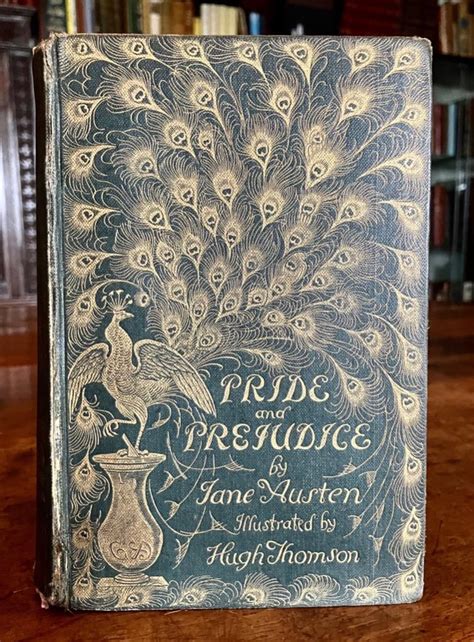 PRIDE
and
PREJUDICE
by
Jane Austen
Illustrated by
Hugh Thomson